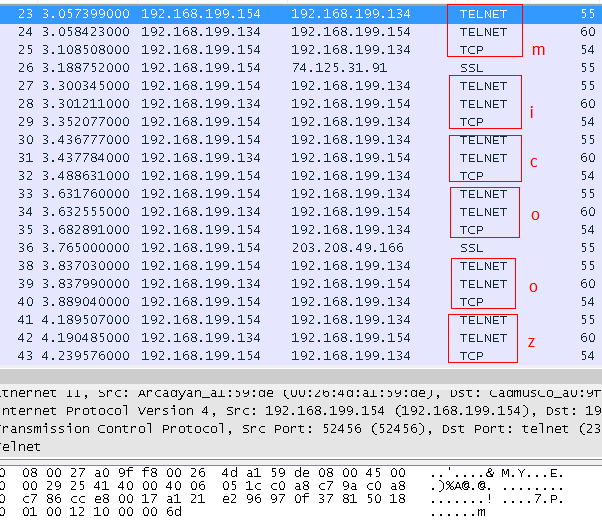 23 3.057399000 192.168.199.154 192.168.199.134 TELNET 55
24 3.058423000 192.168.199.134 192.168.199.154 TELNET 60
25 3.108508000 192.168.199.154 192.168.199.134 TCP 54 m
26 3.188752000 192.168.199.154 74.125.31.91 SSL 55
27 3.300345000 192.168.199.154 192.168.199.134 TELNET 55
28 3.301211000 192.168.199.134 192.168.199.154 TELNET 60 i
29 3.352077000 192.168.199.154 192.168.199.134 TCP 54
30 3.436777000 192.168.199.154 192.168.199.134 TELNET 55
31 3.437784000 192.168.199.134 192.168.199.154 TELNET 60 c
32 3.488631000 192.168.199.154 192.168.199.134 TCP 54
33 3.631760000 192.168.199.154 192.168.199.134 TELNET 55
34 3.632555000 192.168.199.134 192.168.199.154 TELNET 60 o
35 3.682891000 192.168.199.154 192.168.199.134 TCP 54
36 3.765000000 192.168.199.154 203.208.49.166 SSL 55
38 3.837030000 192.168.199.154 192.168.199.134 TELNET 55
39 3.837990000 192.168.199.134 192.168.199.154 TELNET 60 o
40 3.889040000 192.168.199.154 192.168.199.134 TCP 54
41 4.189507000 192.168.199.154 192.168.199.134 TELNET 55
42 4.190485000 192.168.199.134 192.168.199.154 TELNET 60 z
43 4.239576000 192.168.199.154 192.168.199.134 TCP 54
Ethernet II, Src: Arcadyan_a1:59:de (00:26:4d:a1:59:de), Dst: CadmusCo_a0:9f
Internet Protocol Version 4, Src: 192.168.199.154 (192.168.199.154), Dst: 19
Transmission Control Protocol, Src Port: 52456 (52456), Dst Port: telnet (23
Telnet
0 08 00 27 a0 9f f8 00 26 4d a1 59 de 08 00 45 00 ..'....& M.Y...E.
0 00 29 25 41 40 00 40 06 05 1c c0 a8 c7 9a c0 a8 .)%A@.@. ........
0 c7 86 cc e8 00 17 a1 21 e2 96 97 0f 37 81 50 18 .......! ....7.P.
0 01 00 12 10 00 00 6d ......m